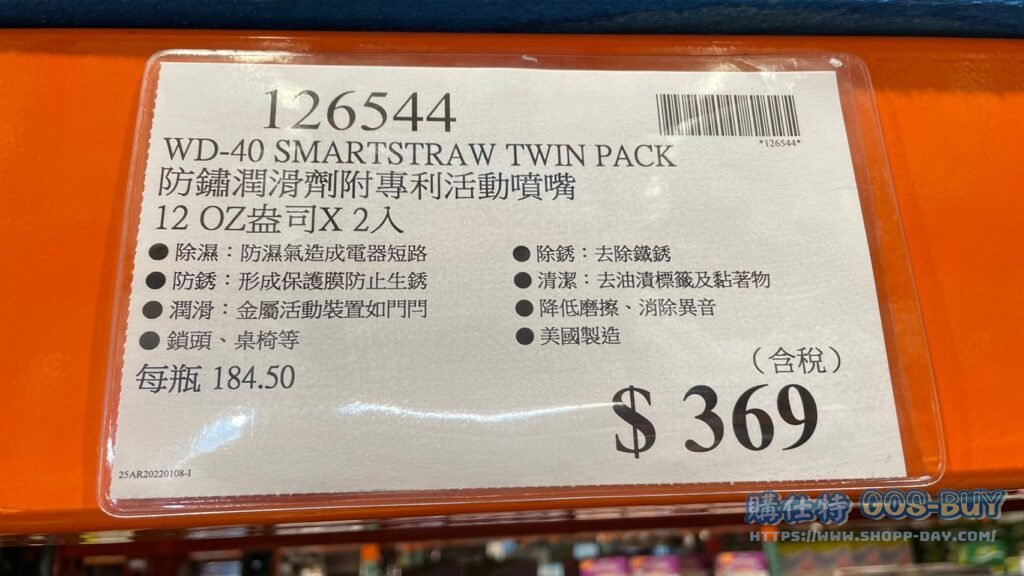 126544
*126544*
WD-40 SMARTSTRAW TWIN PACK
防鏽潤滑劑附專利活動噴嘴
12 OZ盎司X 2入
●除濕：防濕氣造成電器短路
●防銹：形成保護膜防止生銹
●潤滑：金屬活動裝置如門閂
●鎖頭、桌椅等
●除銹：去除鐵銹
●清潔：去油漬標籤及黏著物
●降低磨擦、消除異音
●美國製造
每瓶 184.50
（含稅）
$ 369
25AR20220108-1
購仕特 GOS-BUY
HTTPS://WWW.SHOPP-DAY.COM/